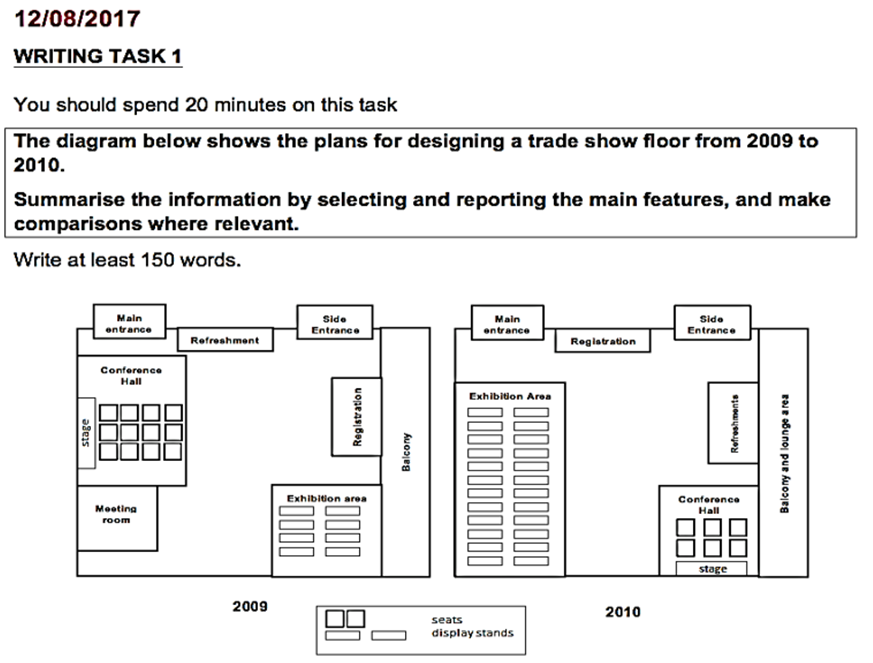 12/08/2017
WRITING TASK 1
You should spend 20 minutes on this task
The diagram below shows the plans for designing a trade show floor from 2009 to
2010.
Summarise the information by selecting and reporting the main features, and make
comparisons where relevant.
Write at least 150 words.
Main
entrance
Side
Entrance
Refreshment
Conference
Hall
stage
Registration
Balcony
Meeting
room
Exhibition area
2009
Main
entrance
Side
Entrance
Registration
Exhibition Area
Refreshments
Balcony and lounge area
Conference
Hall
stage
2010
seats
display stands